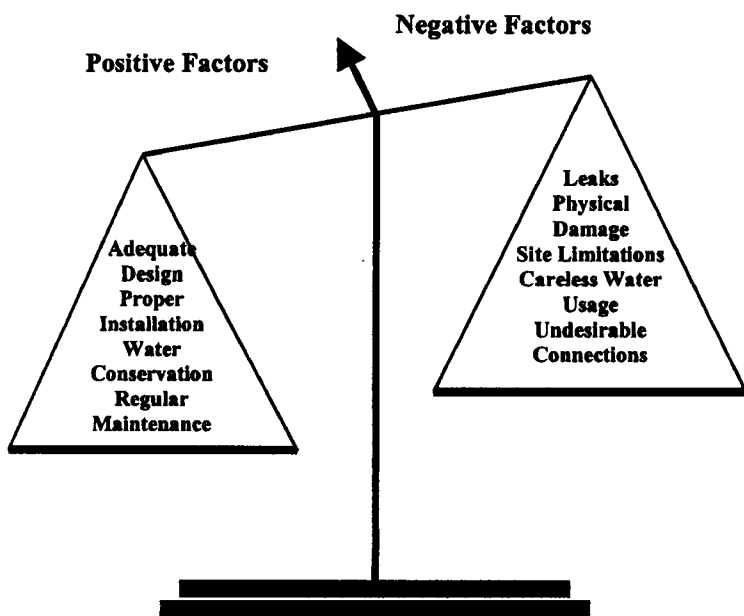 Positive Factors
Negative Factors
Adequate
Design
Proper
Installation
Water
Conservation
Regular
Maintenance
Leaks
Physical
Damage
Site Limitations
Careless Water
Usage
Undesirable
Connections